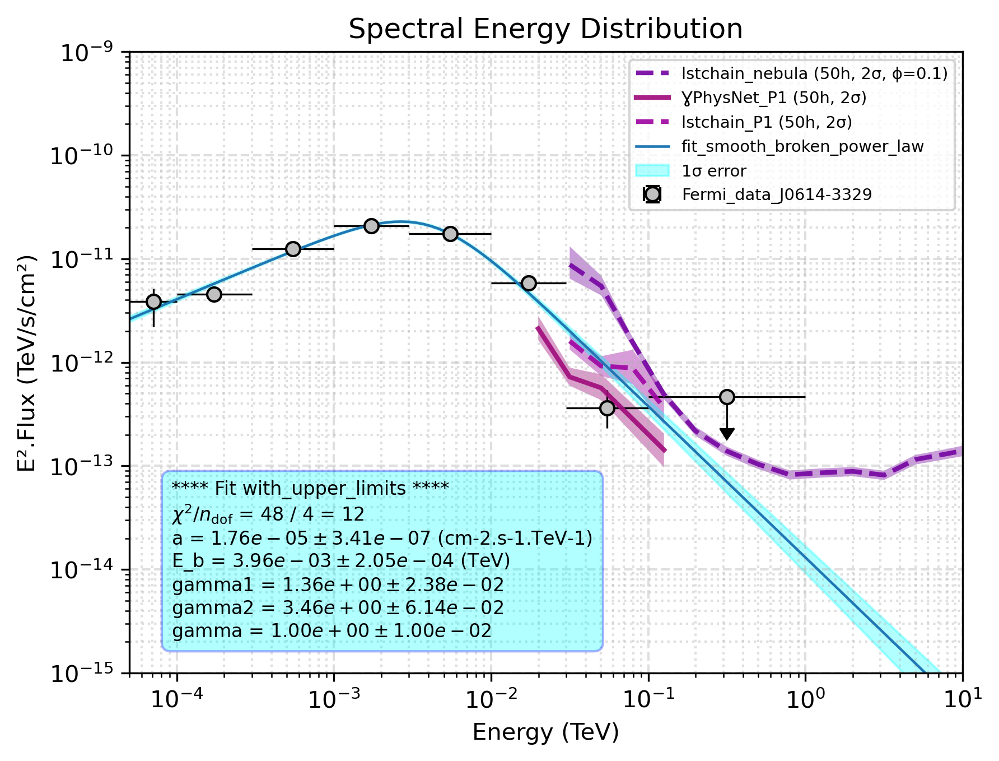 Spectral Energy Distribution
10⁻⁹
10⁻¹⁰
10⁻¹¹
10⁻¹²
10⁻¹³
10⁻¹⁴
10⁻¹⁵
E².Flux (TeV/s/cm²)
lstchain_nebula (50h, 2σ, ϕ=0.1)
ƔPhysNet_P1 (50h, 2σ)
lstchain_P1 (50h, 2σ)
fit_smooth_broken_power_law
1σ error
Fermi_data_J0614-3329
**** Fit with_upper_limits ****
χ²/n_dof = 48 / 4 = 12
a = 1.76e − 05 ± 3.41e − 07 (cm-2.s-1.TeV-1)
E_b = 3.96e − 03 ± 2.05e − 04 (TeV)
gamma1 = 1.36e + 00 ± 2.38e − 02
gamma2 = 3.46e + 00 ± 6.14e − 02
gamma = 1.00e + 00 ± 1.00e − 02
10⁻⁴ 10⁻³ 10⁻² 10⁻¹ 10⁰ 10¹
Energy (TeV)